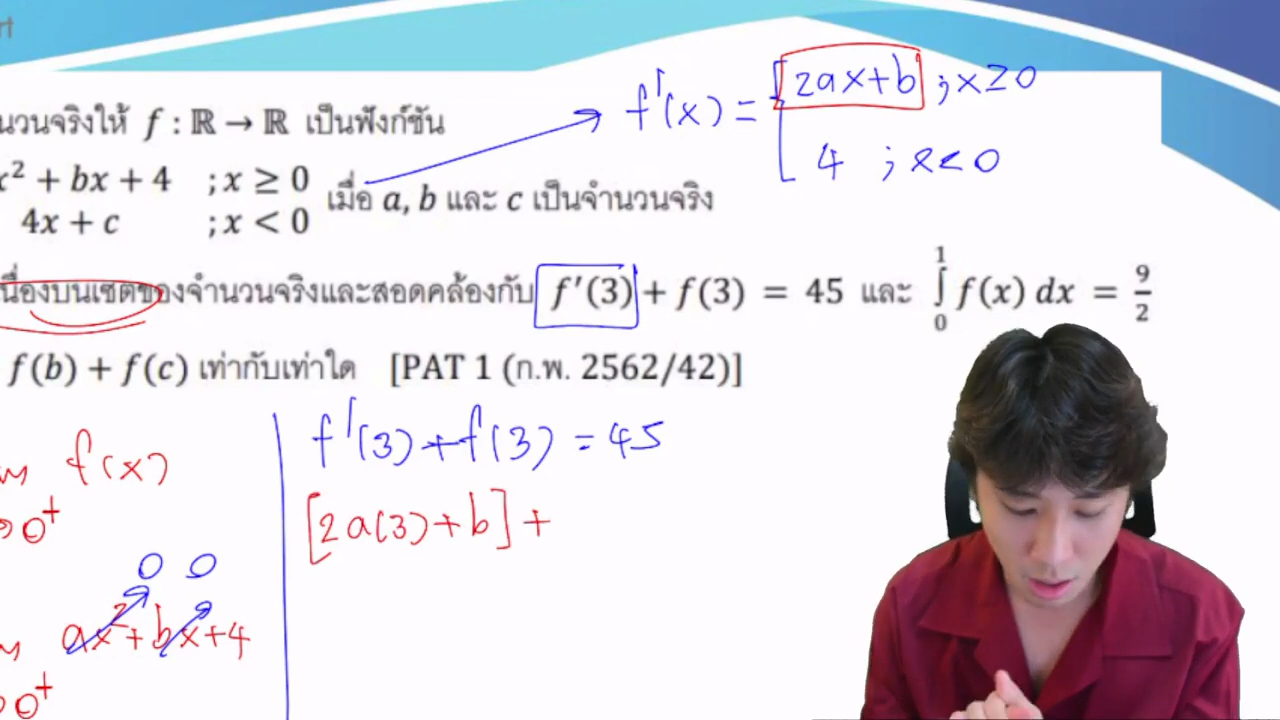 rt
นวนจริงให้ f : ℝ → ℝ เป็นฟังก์ชัน
x² + bx + 4 ; x ≥ 0
4x + c ; x < 0
เมื่อ a, b และ c เป็นจำนวนจริง
f'(x) = { 2ax+b ; x≥0
4 ; x<0
นื่องบนเซตของจำนวนจริงและสอดคล้องกับ f′(3) + f(3) = 45 และ ∫₀¹ f(x) dx = 9/2
f(b) + f(c) เท่ากับเท่าใด [PAT 1 (ก.พ. 2562/42)]
m f(x)
→0⁺
0 0
m ax²+bx+4
→0⁺
f'(3)+f(3) = 45
[2a(3)+b] +